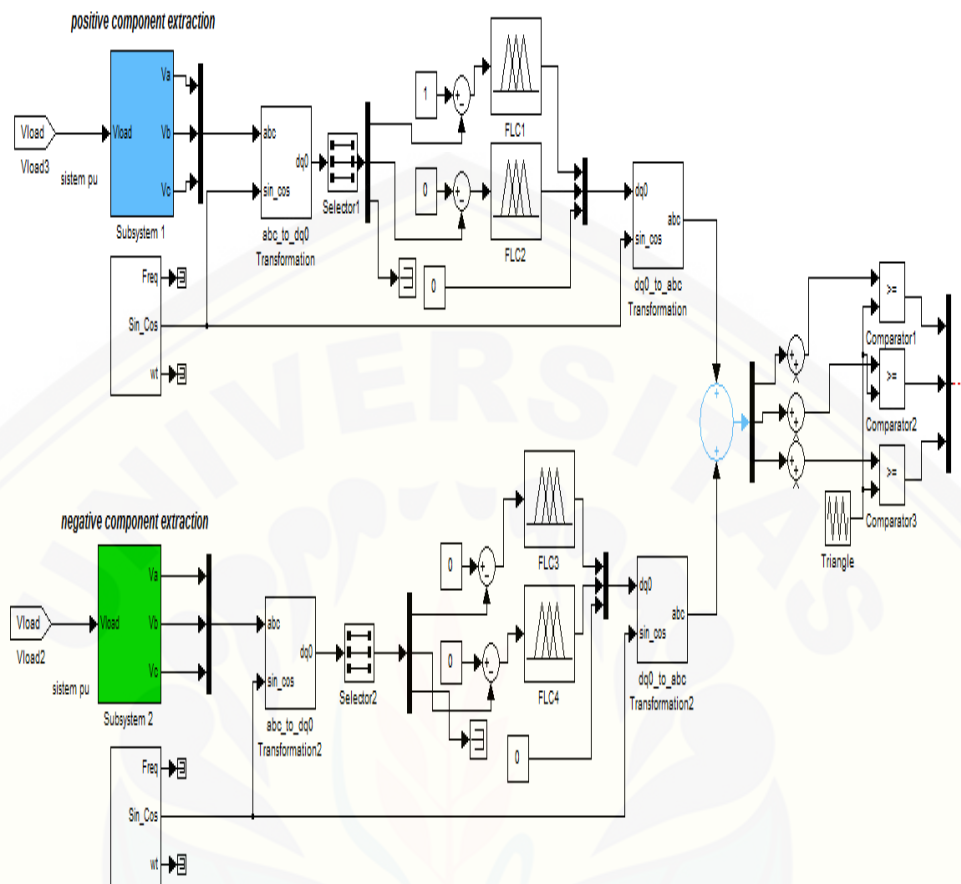 positive component extraction
Vload
Vload3
Vload
Va
Vb
Vc
sistem pu
Subsystem 1
abc
sin_cos
dq0
abc_to_dq0
Transformation
Selector1
1
0
0
FLC1
FLC2
dq0
sin_cos
abc
dq0_to_abc
Transformation
Freq
Sin_Cos
wt
>=
Comparator1
>=
Comparator2
>=
Comparator3
Triangle
UNIVERSITAS
negative component extraction
Vload
Vload2
Vload
Va
Vb
Vc
sistem pu
Subsystem 2
abc
sin_cos
dq0
abc_to_dq0
Transformation2
Selector2
0
0
0
FLC3
FLC4
dq0
sin_cos
abc
dq0_to_abc
Transformation2
Freq
Sin_Cos
wt